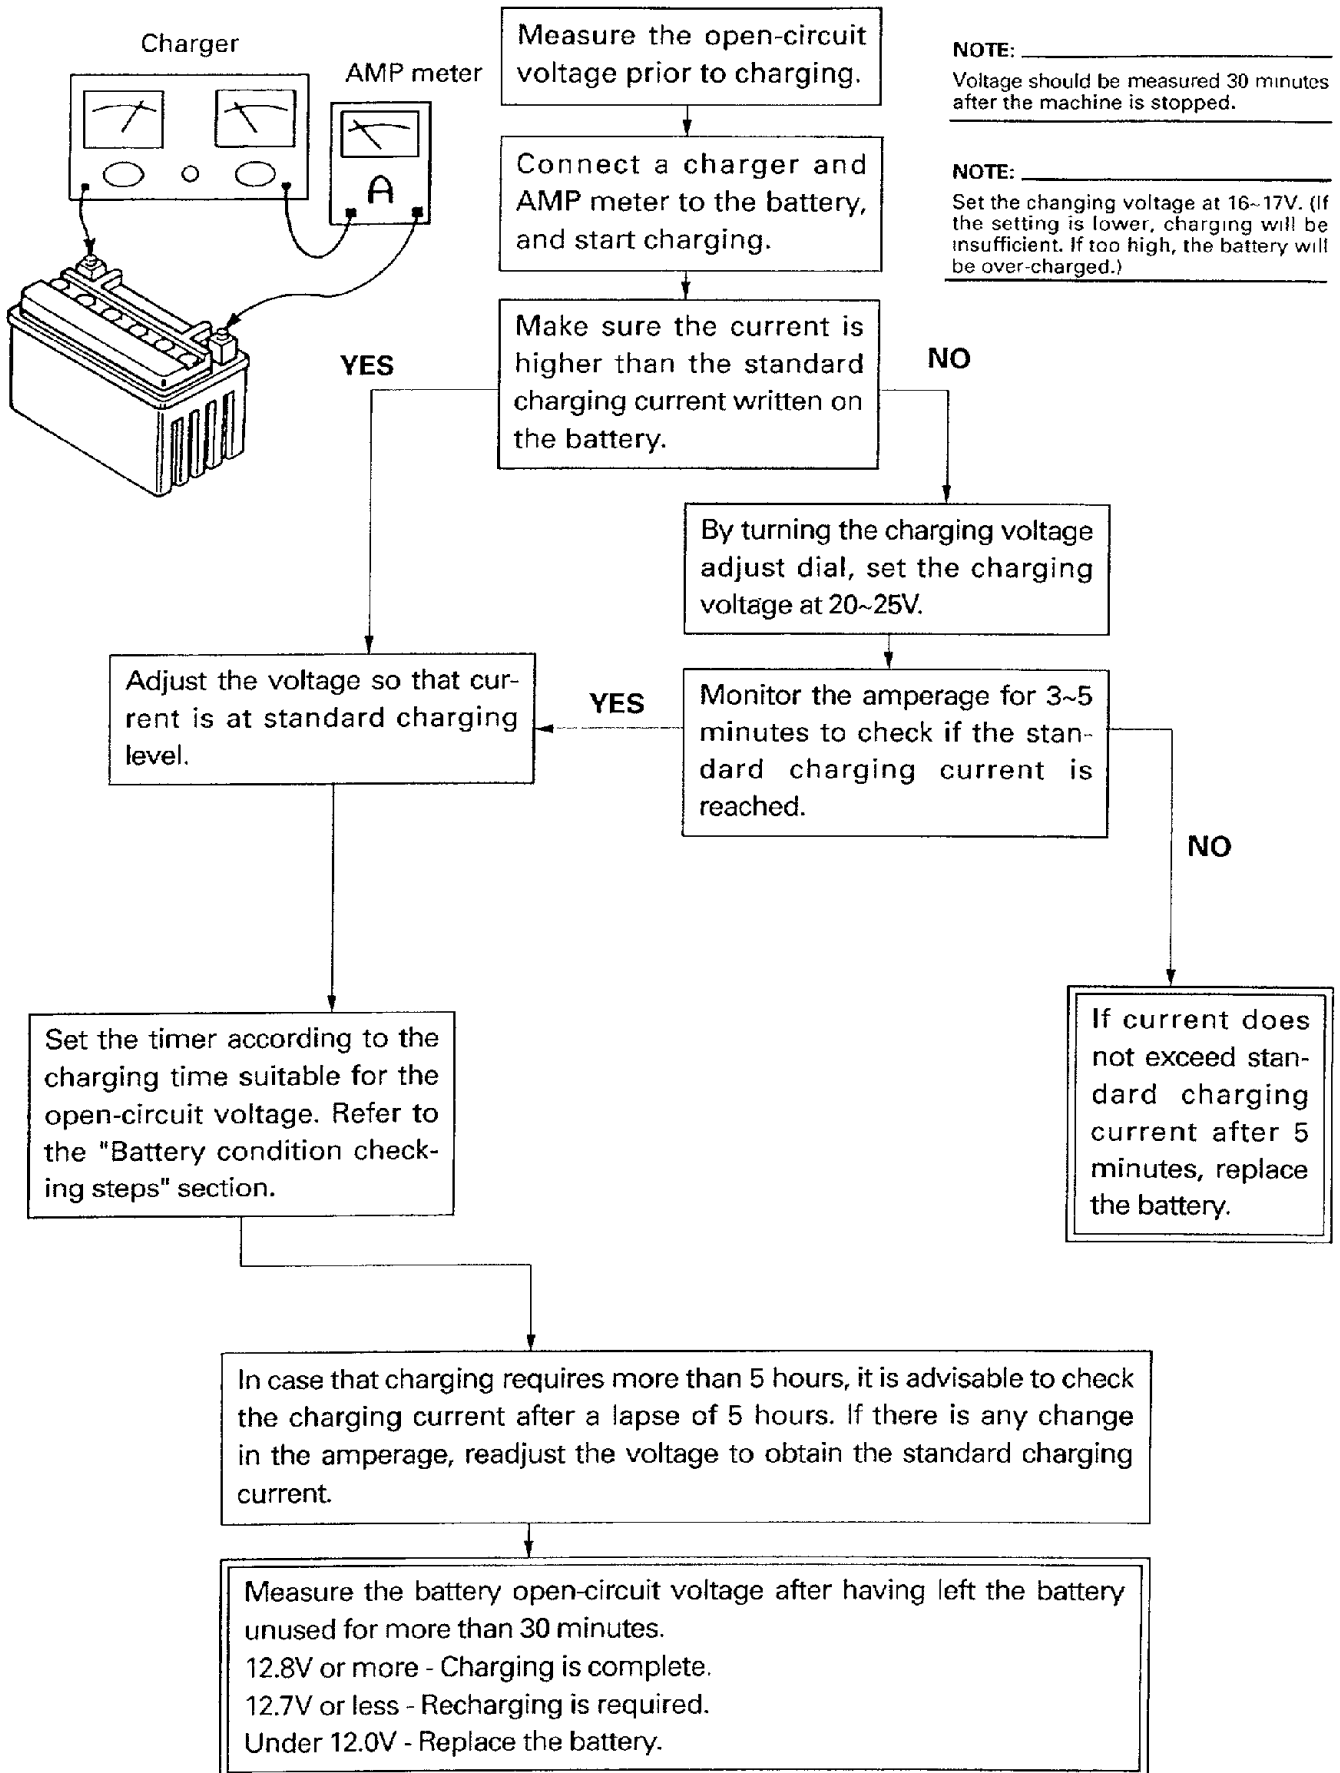 Charger
AMP meter
A
Measure the open-circuit
voltage prior to charging.
NOTE:
Voltage should be measured 30 minutes
after the machine is stopped.
Connect a charger and
AMP meter to the battery,
and start charging.
NOTE:
Set the changing voltage at 16~17V. (If
the setting is lower, charging will be
insufficient. If too high, the battery will
be over-charged.)
Make sure the current is
higher than the standard
charging current written on
the battery.
YES
NO
By turning the charging voltage
adjust dial, set the charging
voltage at 20~25V.
Adjust the voltage so that cur-
rent is at standard charging
level.
YES
Monitor the amperage for 3~5
minutes to check if the stan-
dard charging current is
reached.
NO
Set the timer according to the
charging time suitable for the
open-circuit voltage. Refer to
the "Battery condition check-
ing steps" section.
If current does
not exceed stan-
dard charging
current after 5
minutes, replace
the battery.
In case that charging requires more than 5 hours, it is advisable to check
the charging current after a lapse of 5 hours. If there is any change
in the amperage, readjust the voltage to obtain the standard charging
current.
Measure the battery open-circuit voltage after having left the battery
unused for more than 30 minutes.
12.8V or more - Charging is complete.
12.7V or less - Recharging is required.
Under 12.0V - Replace the battery.